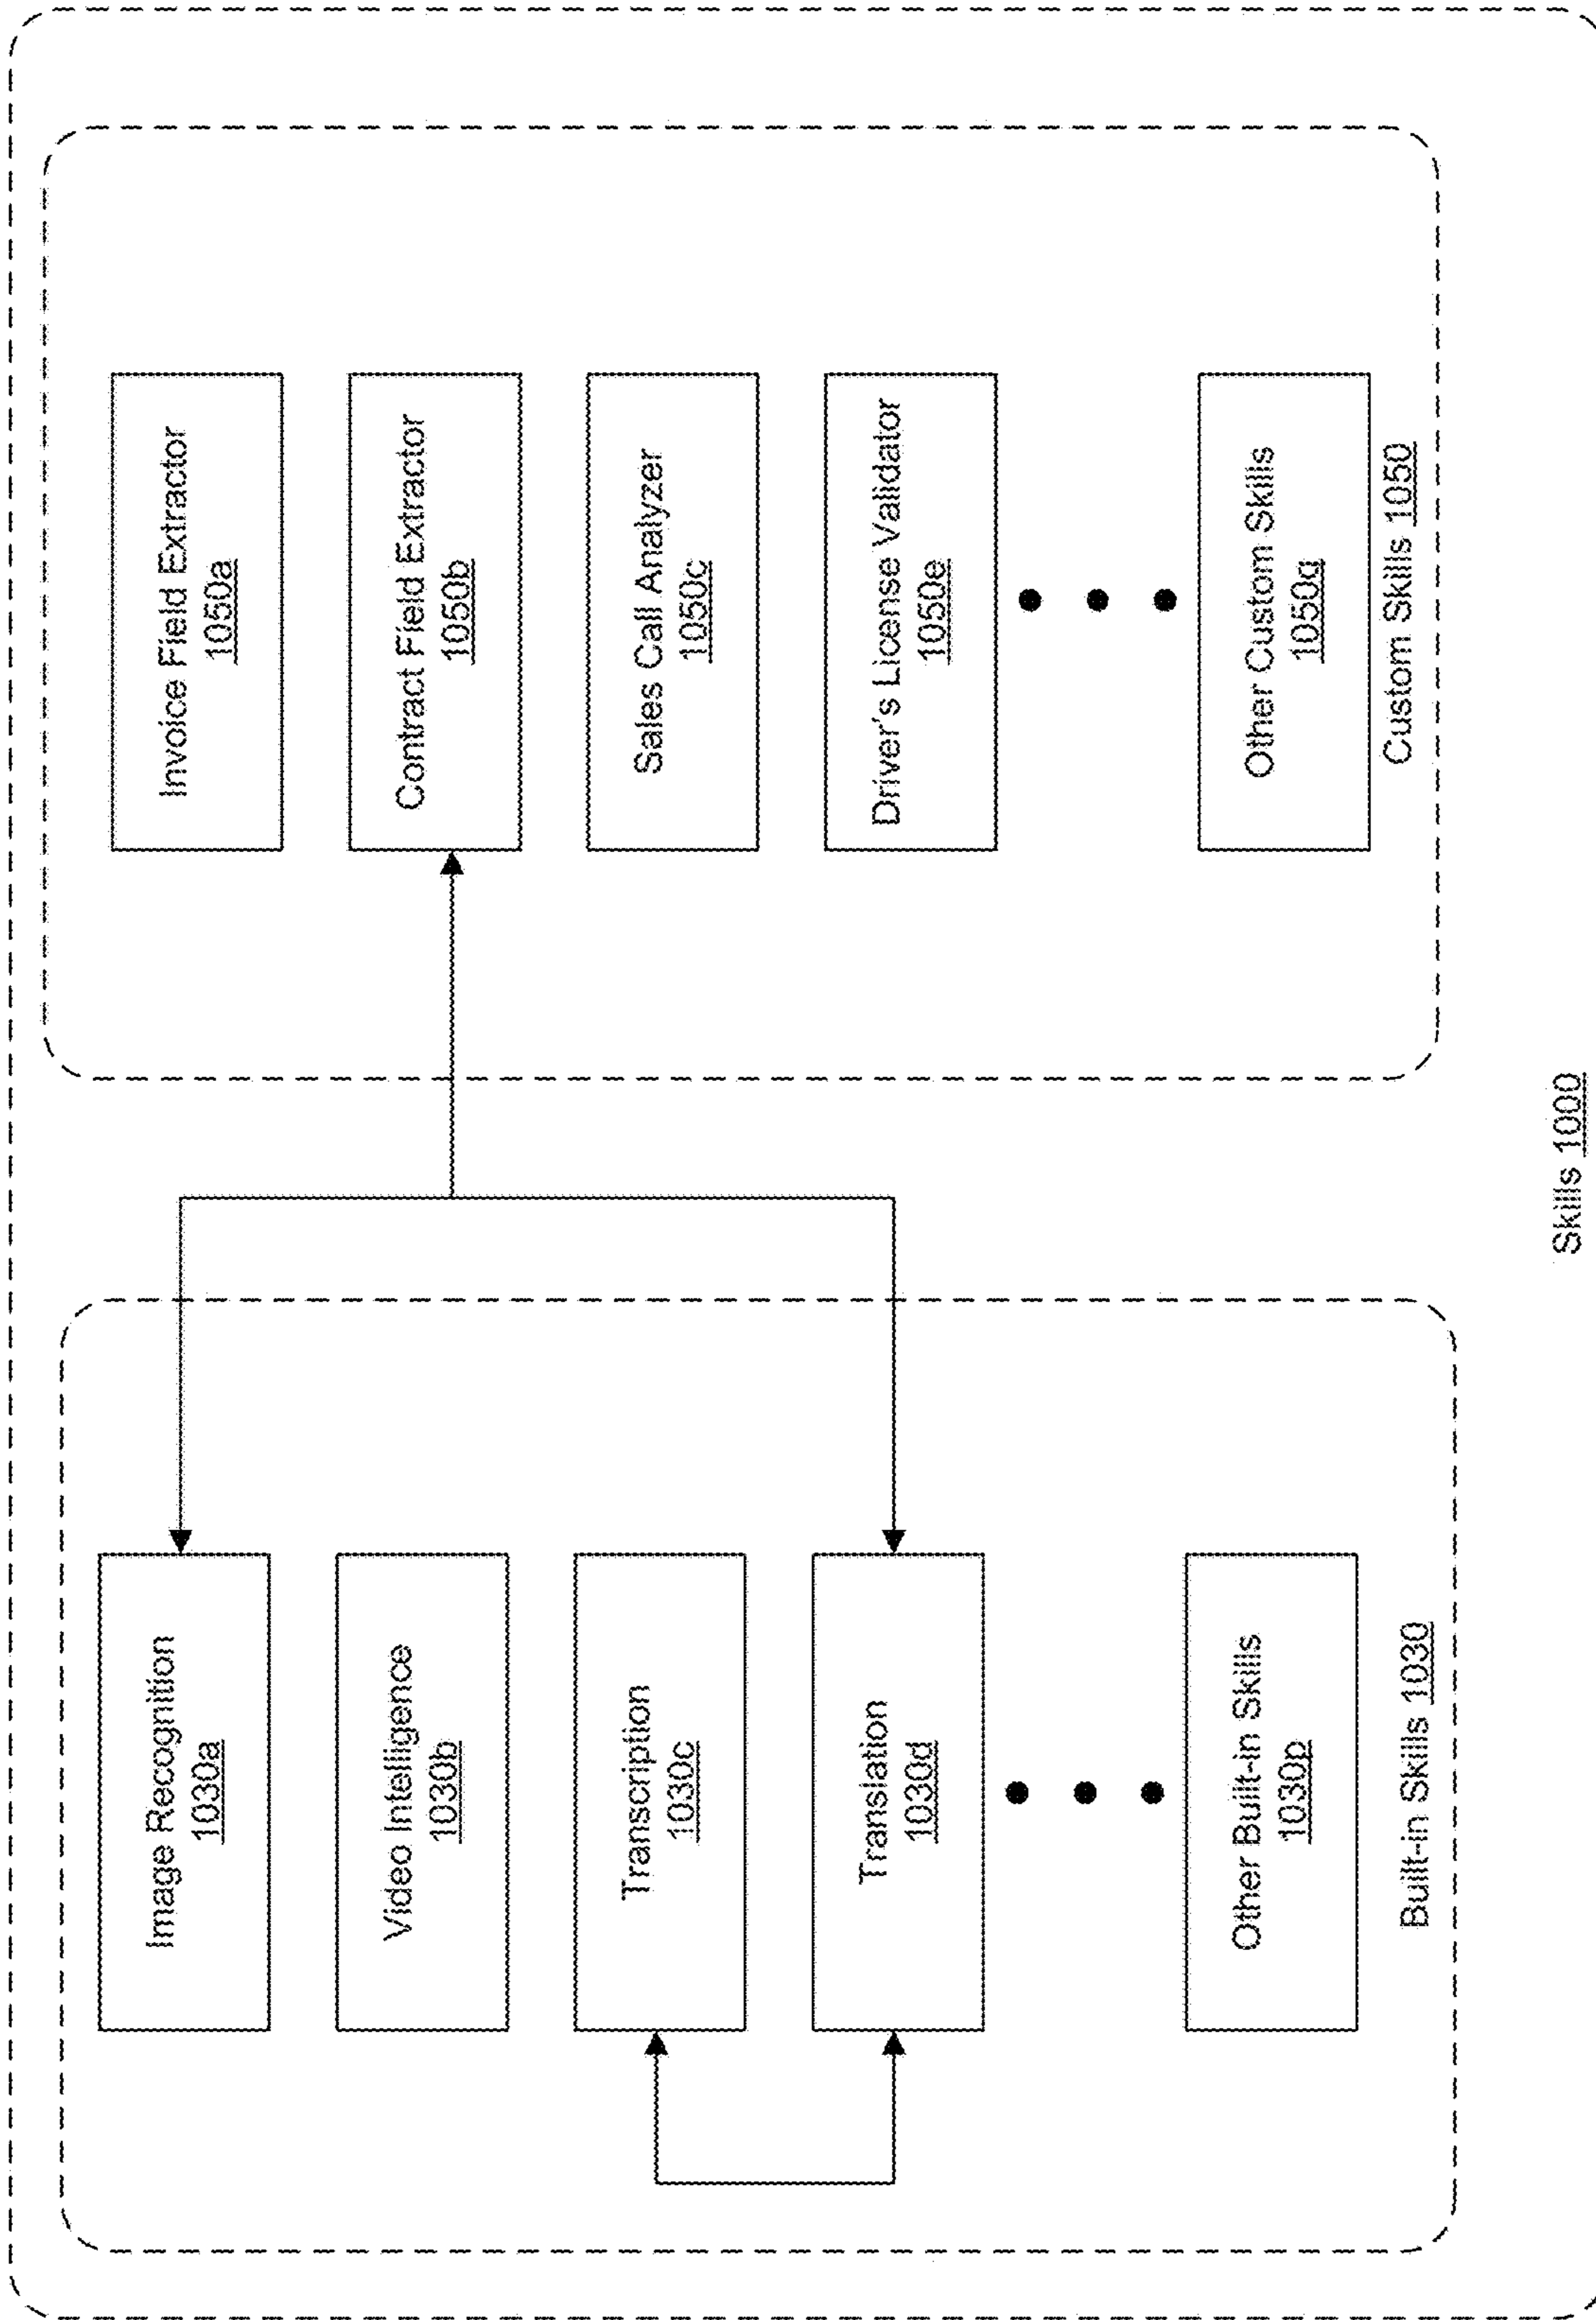 Image Recognition
1030a
Video Intelligence
1030b
Transcription
1030c
Translation
1030d
Other Built-in Skills
1030p
Built-in Skills 1030
Invoice Field Extractor
1050a
Contract Field Extractor
1050b
Sales Call Analyzer
1050c
Driver's License Validator
1050e
Other Custom Skills
1050q
Custom Skills 1050
Skills 1000